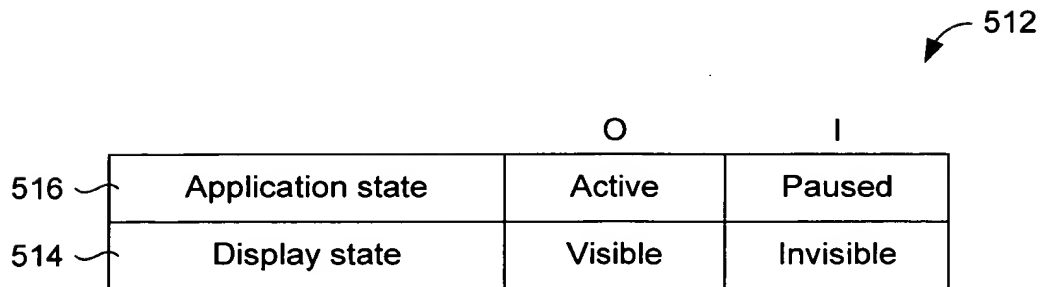 512
O I
516 Application state Active Paused
514 Display state Visible Invisible